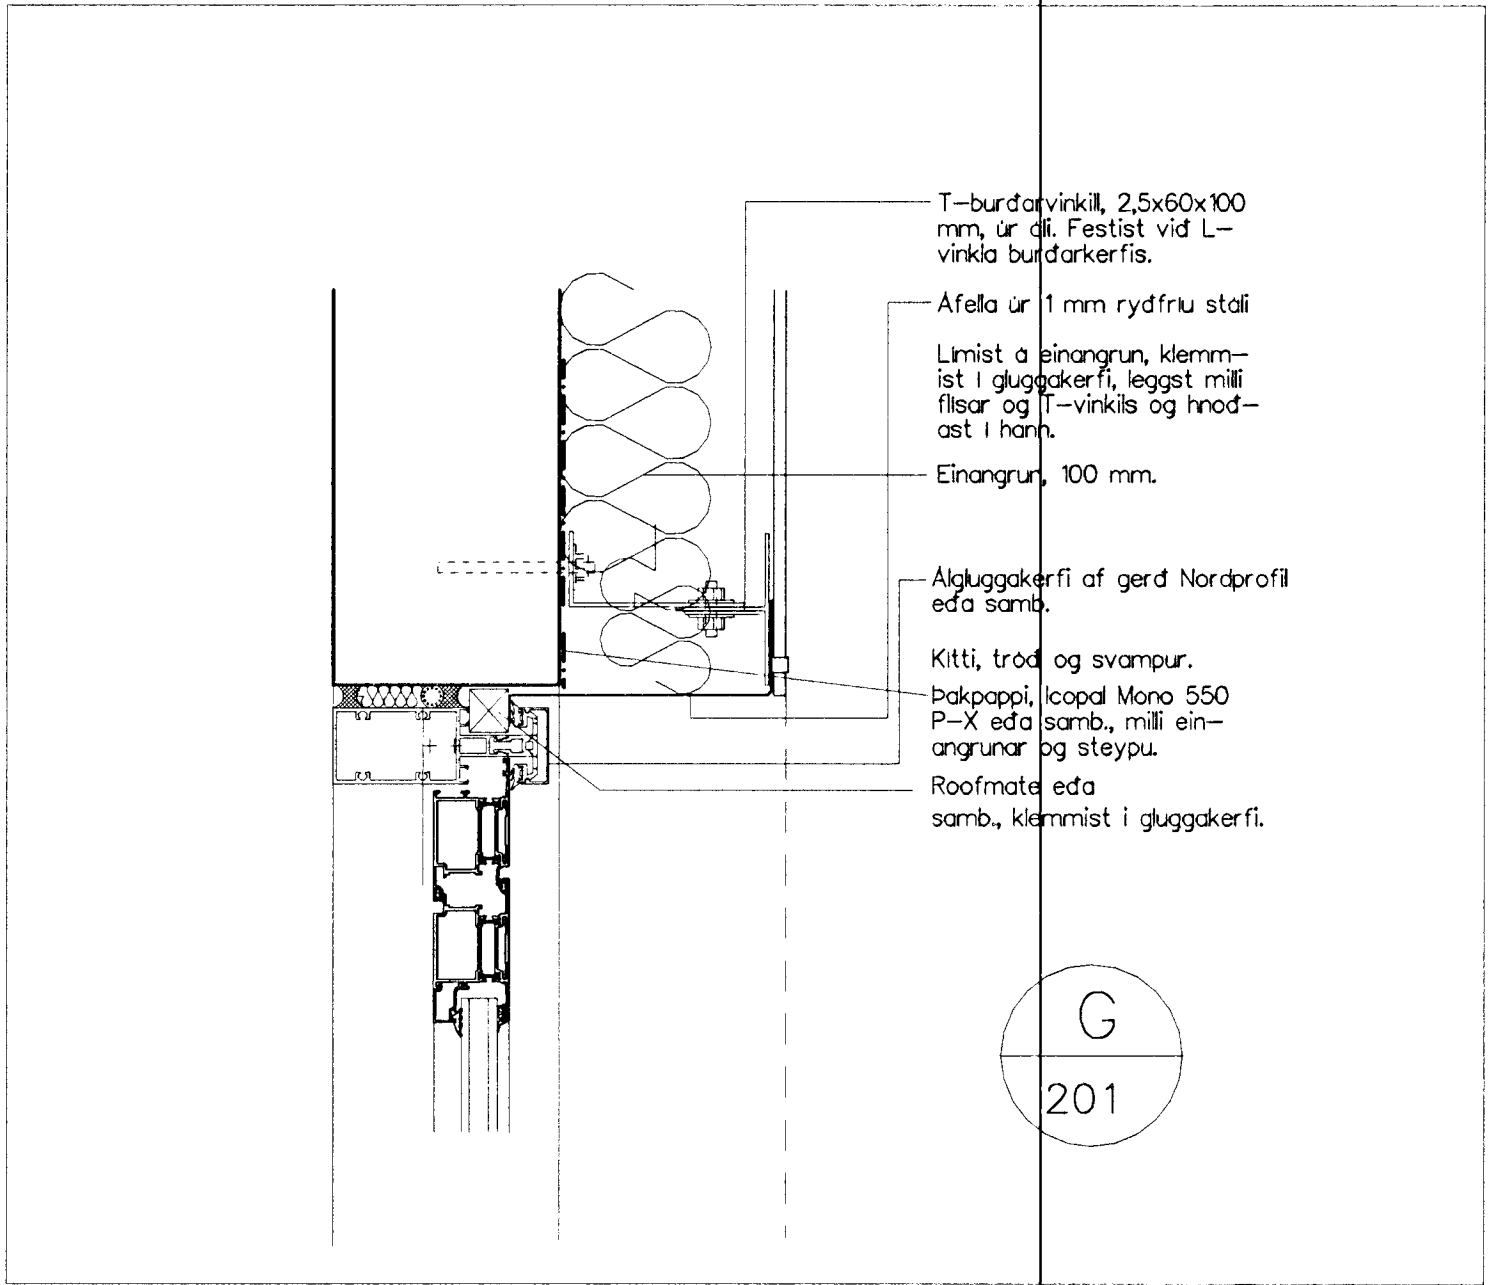 T-burðarvinkill, 2,5x60x100
mm, úr áli. Festist við L-
vinkla burðarkerfis.
Áfella úr 1 mm ryðfríu stáli
Límist á einangrun, klemm-
ist í gluggakerfi, leggst milli
flísar og T-vinkils og hnoð-
ast í hann.
Einangrun, 100 mm.
Álgluggakerfi af gerð Nordprofil
eða samb.
Kítti, tróð og svampur.
Þakpappi, Icopal Mono 550
P-X eða samb., milli ein-
angrunar og steypu.
Roofmate eða
samb., klemmist í gluggakerfi.
G
201